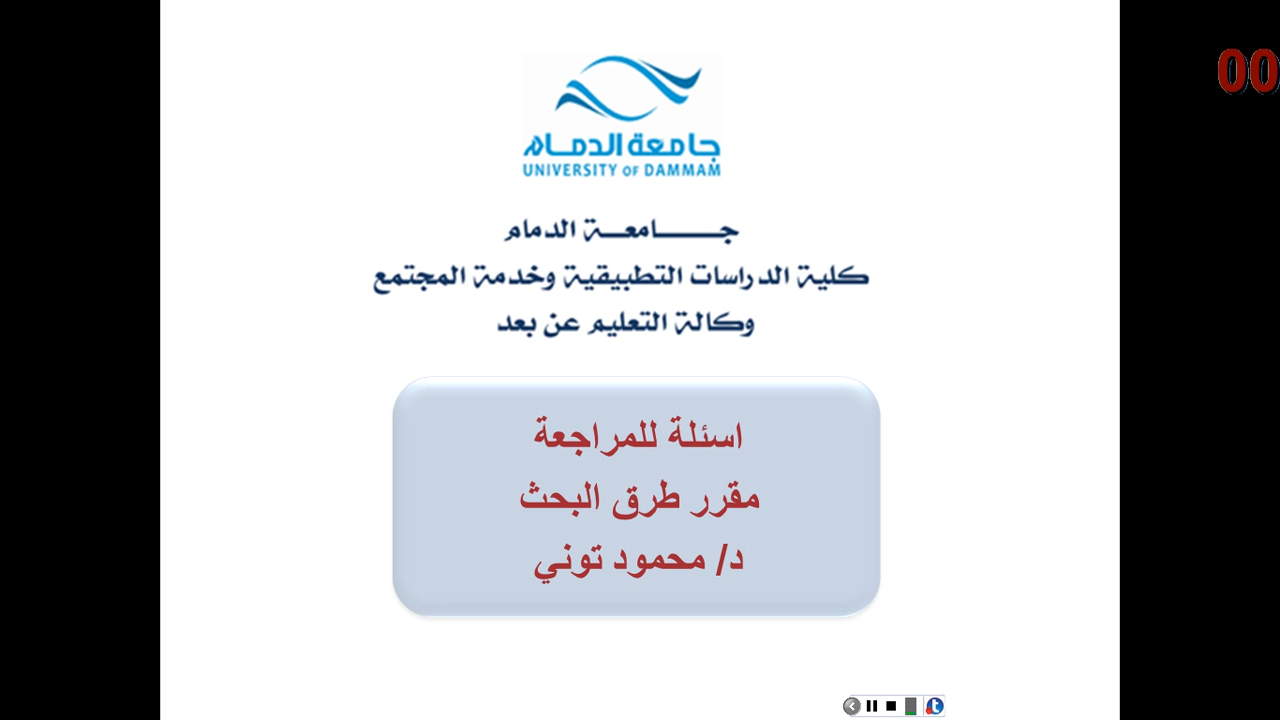 00
جامعة الدمام
UNIVERSITY OF DAMMAM
جـــــامعـــة الدمام
كلية الدراسات التطبيقية وخدمة المجتمع
وكالة التعليم عن بعد
اسئلة للمراجعة
مقرر طرق البحث
د/ محمود توني